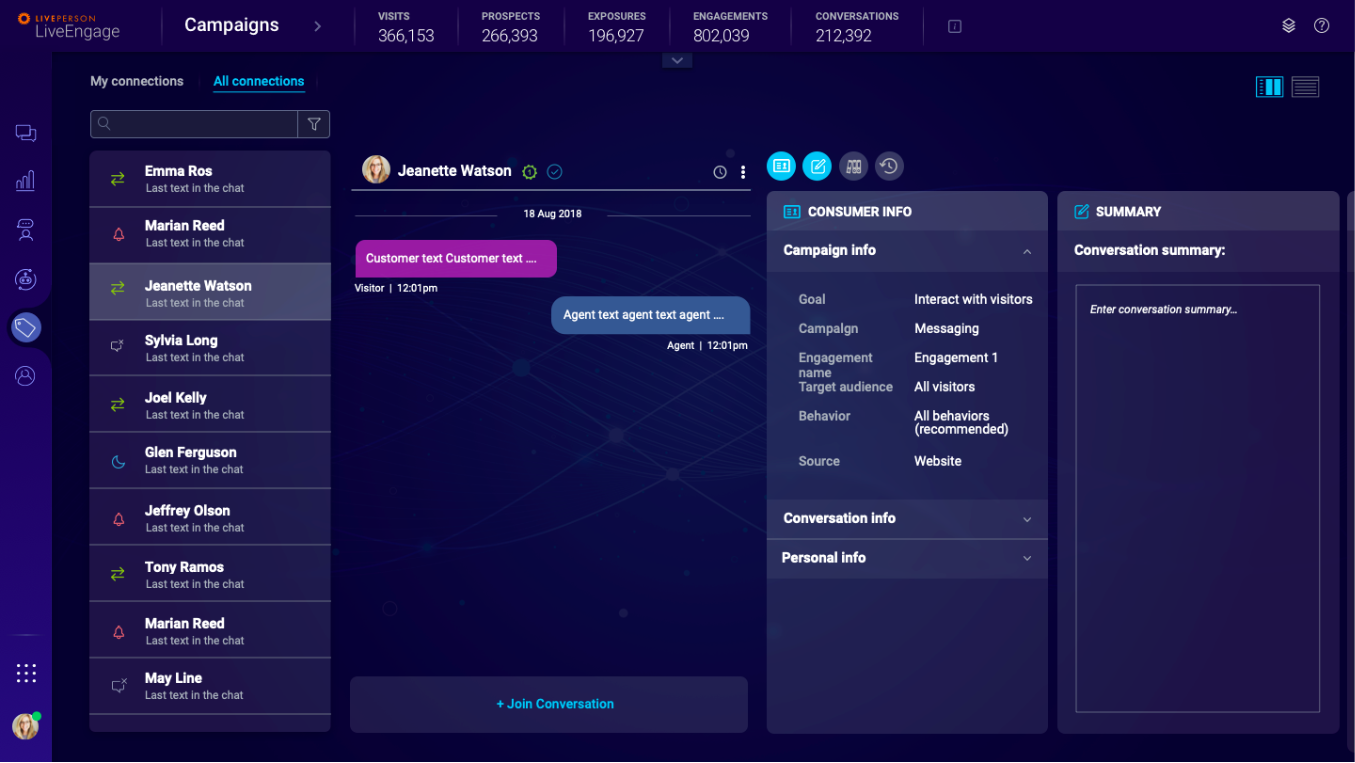 LIVEPERSON
LiveEngage
Campaigns
VISITS
366,153
PROSPECTS
266,393
EXPOSURES
196,927
ENGAGEMENTS
802,039
CONVERSATIONS
212,392
My connections
All connections
Emma Ros
Last text in the chat
Marian Reed
Last text in the chat
Jeanette Watson
Last text in the chat
Sylvia Long
Last text in the chat
Joel Kelly
Last text in the chat
Glen Ferguson
Last text in the chat
Jeffrey Olson
Last text in the chat
Tony Ramos
Last text in the chat
Marian Reed
Last text in the chat
May Line
Last text in the chat
Jeanette Watson
18 Aug 2018
Customer text Customer text ....
Visitor | 12:01pm
Agent text agent text agent ....
Agent | 12:01pm
+ Join Conversation
CONSUMER INFO
Campaign info
Goal Interact with visitors
Campaign Messaging
Engagement Engagement 1
name
Target audience All visitors
Behavior All behaviors
(recommended)
Source Website
Conversation info
Personal info
SUMMARY
Conversation summary:
Enter conversation summary...